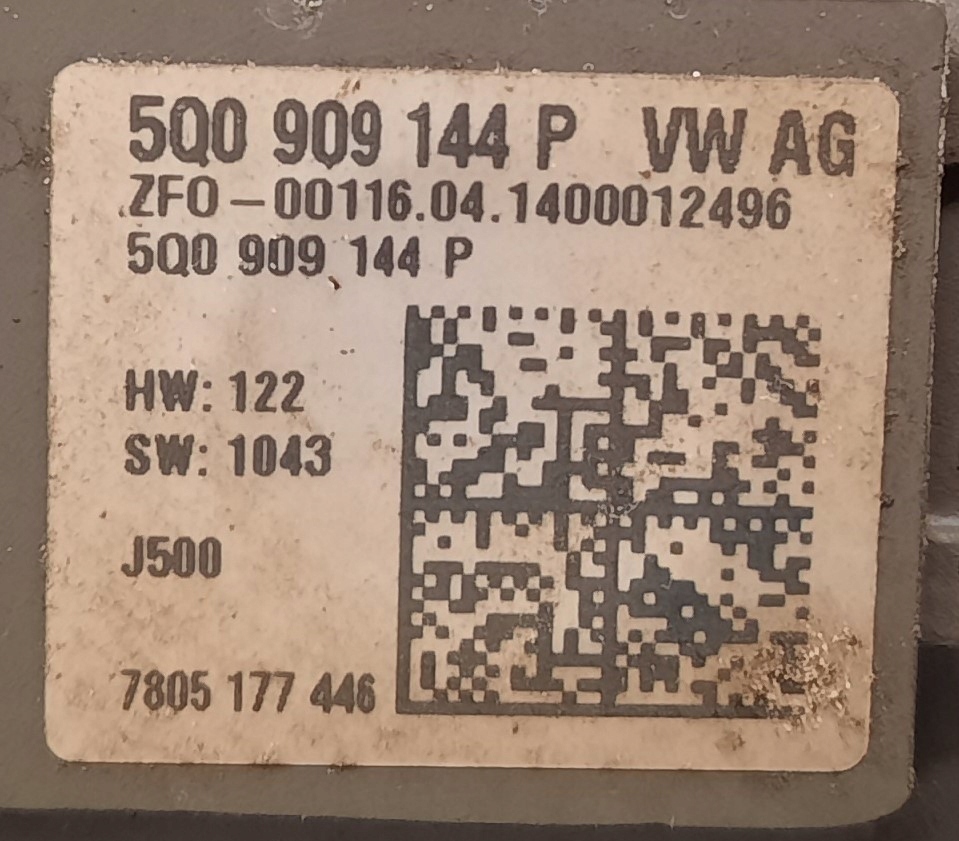 5Q0 909 144 P VW AG
ZFO-00116.04.1400012496
5Q0 909 144 P
HW: 122
SW: 1043
J500
7805 177 446